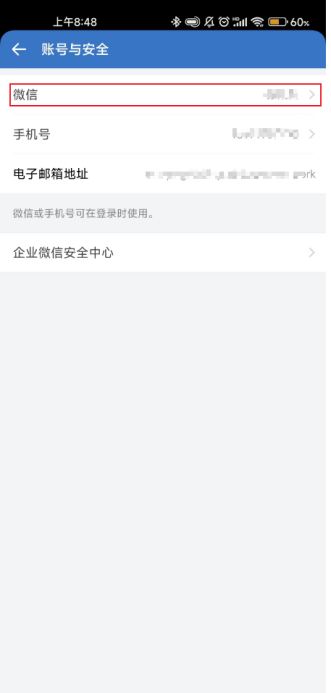 上午8:48
60%
账号与安全
微信
手机号
电子邮箱地址 ork
微信或手机号可在登录时使用。
企业微信安全中心